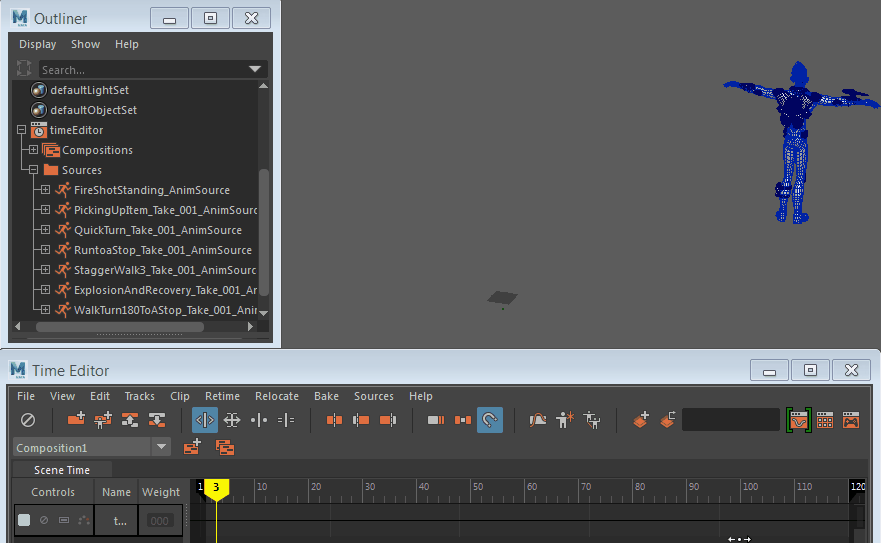 Outliner
Display Show Help
Search...
defaultLightSet
defaultObjectSet
timeEditor
Compositions
Sources
FireShotStanding_AnimSource
PickingUpItem_Take_001_AnimSourc
QuickTurn_Take_001_AnimSource
RuntoaStop_Take_001_AnimSource
StaggerWalk3_Take_001_AnimSourc
ExplosionAndRecovery_Take_001_An
WalkTurn180ToAStop_Take_001_Ani
Time Editor
File View Edit Tracks Clip Retime Relocate Bake Sources Help
Composition1
Scene Time
Controls Name Weight 1 3 10 20 30 40 50 60 70 80 90 100 110 120
t... 000